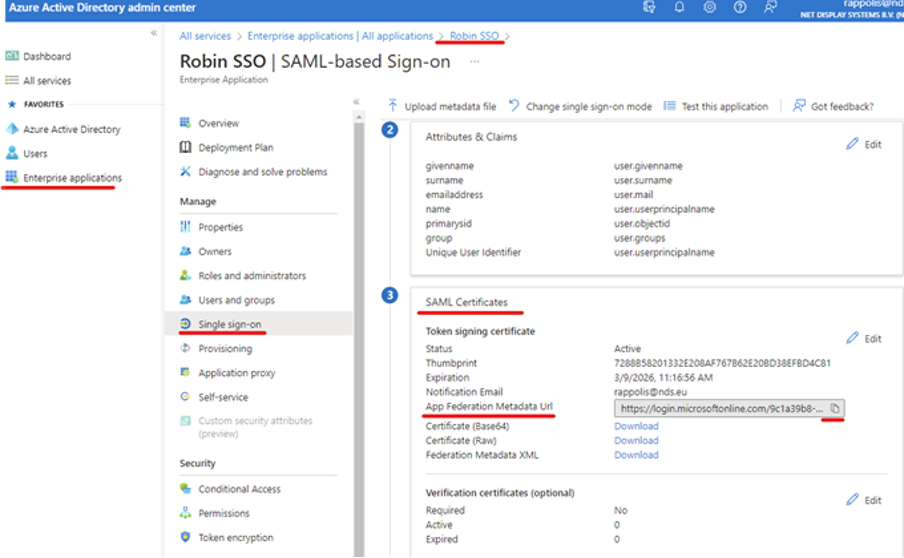 Azure Active Directory admin center
rappolis@nds
NET DISPLAY SYSTEMS B.V. (N
Dashboard
All services
FAVORITES
Azure Active Directory
Users
Enterprise applications
All services > Enterprise applications | All applications > Robin SSO >
Robin SSO | SAML-based Sign-on ...
Enterprise Application
Overview
Deployment Plan
Diagnose and solve problems
Manage
Properties
Owners
Roles and administrators
Users and groups
Single sign-on
Provisioning
Application proxy
Self-service
Custom security attributes
(preview)
Security
Conditional Access
Permissions
Token encryption
Upload metadata file Change single sign-on mode Test this application Got feedback?
2
Attributes & Claims
Edit
givenname user.givenname
surname user.surname
emailaddress user.mail
name user.userprincipalname
primarysid user.objectid
group user.groups
Unique User Identifier user.userprincipalname
3
SAML Certificates
Token signing certificate
Edit
Status Active
Thumbprint 7288B58201332E208AF767B62E20BD38EFBD4C81
Expiration 3/9/2026, 11:16:56 AM
Notification Email rappolis@nds.eu
App Federation Metadata Url https://login.microsoftonline.com/9c1a39b8-...
Certificate (Base64) Download
Certificate (Raw) Download
Federation Metadata XML Download
Verification certificates (optional)
Edit
Required No
Active 0
Expired 0